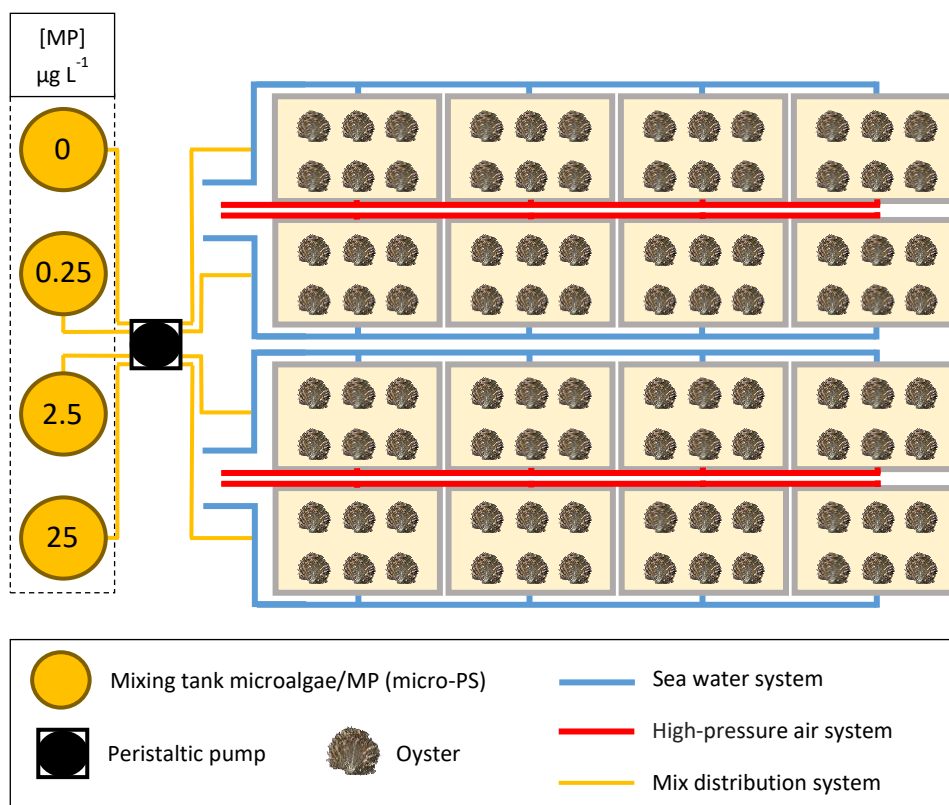 [MP]
µg L-1
0
0.25
2.5
25
Mixing tank microalgae/MP (micro-PS)
Peristaltic pump
Oyster
Sea water system
High-pressure air system
Mix distribution system